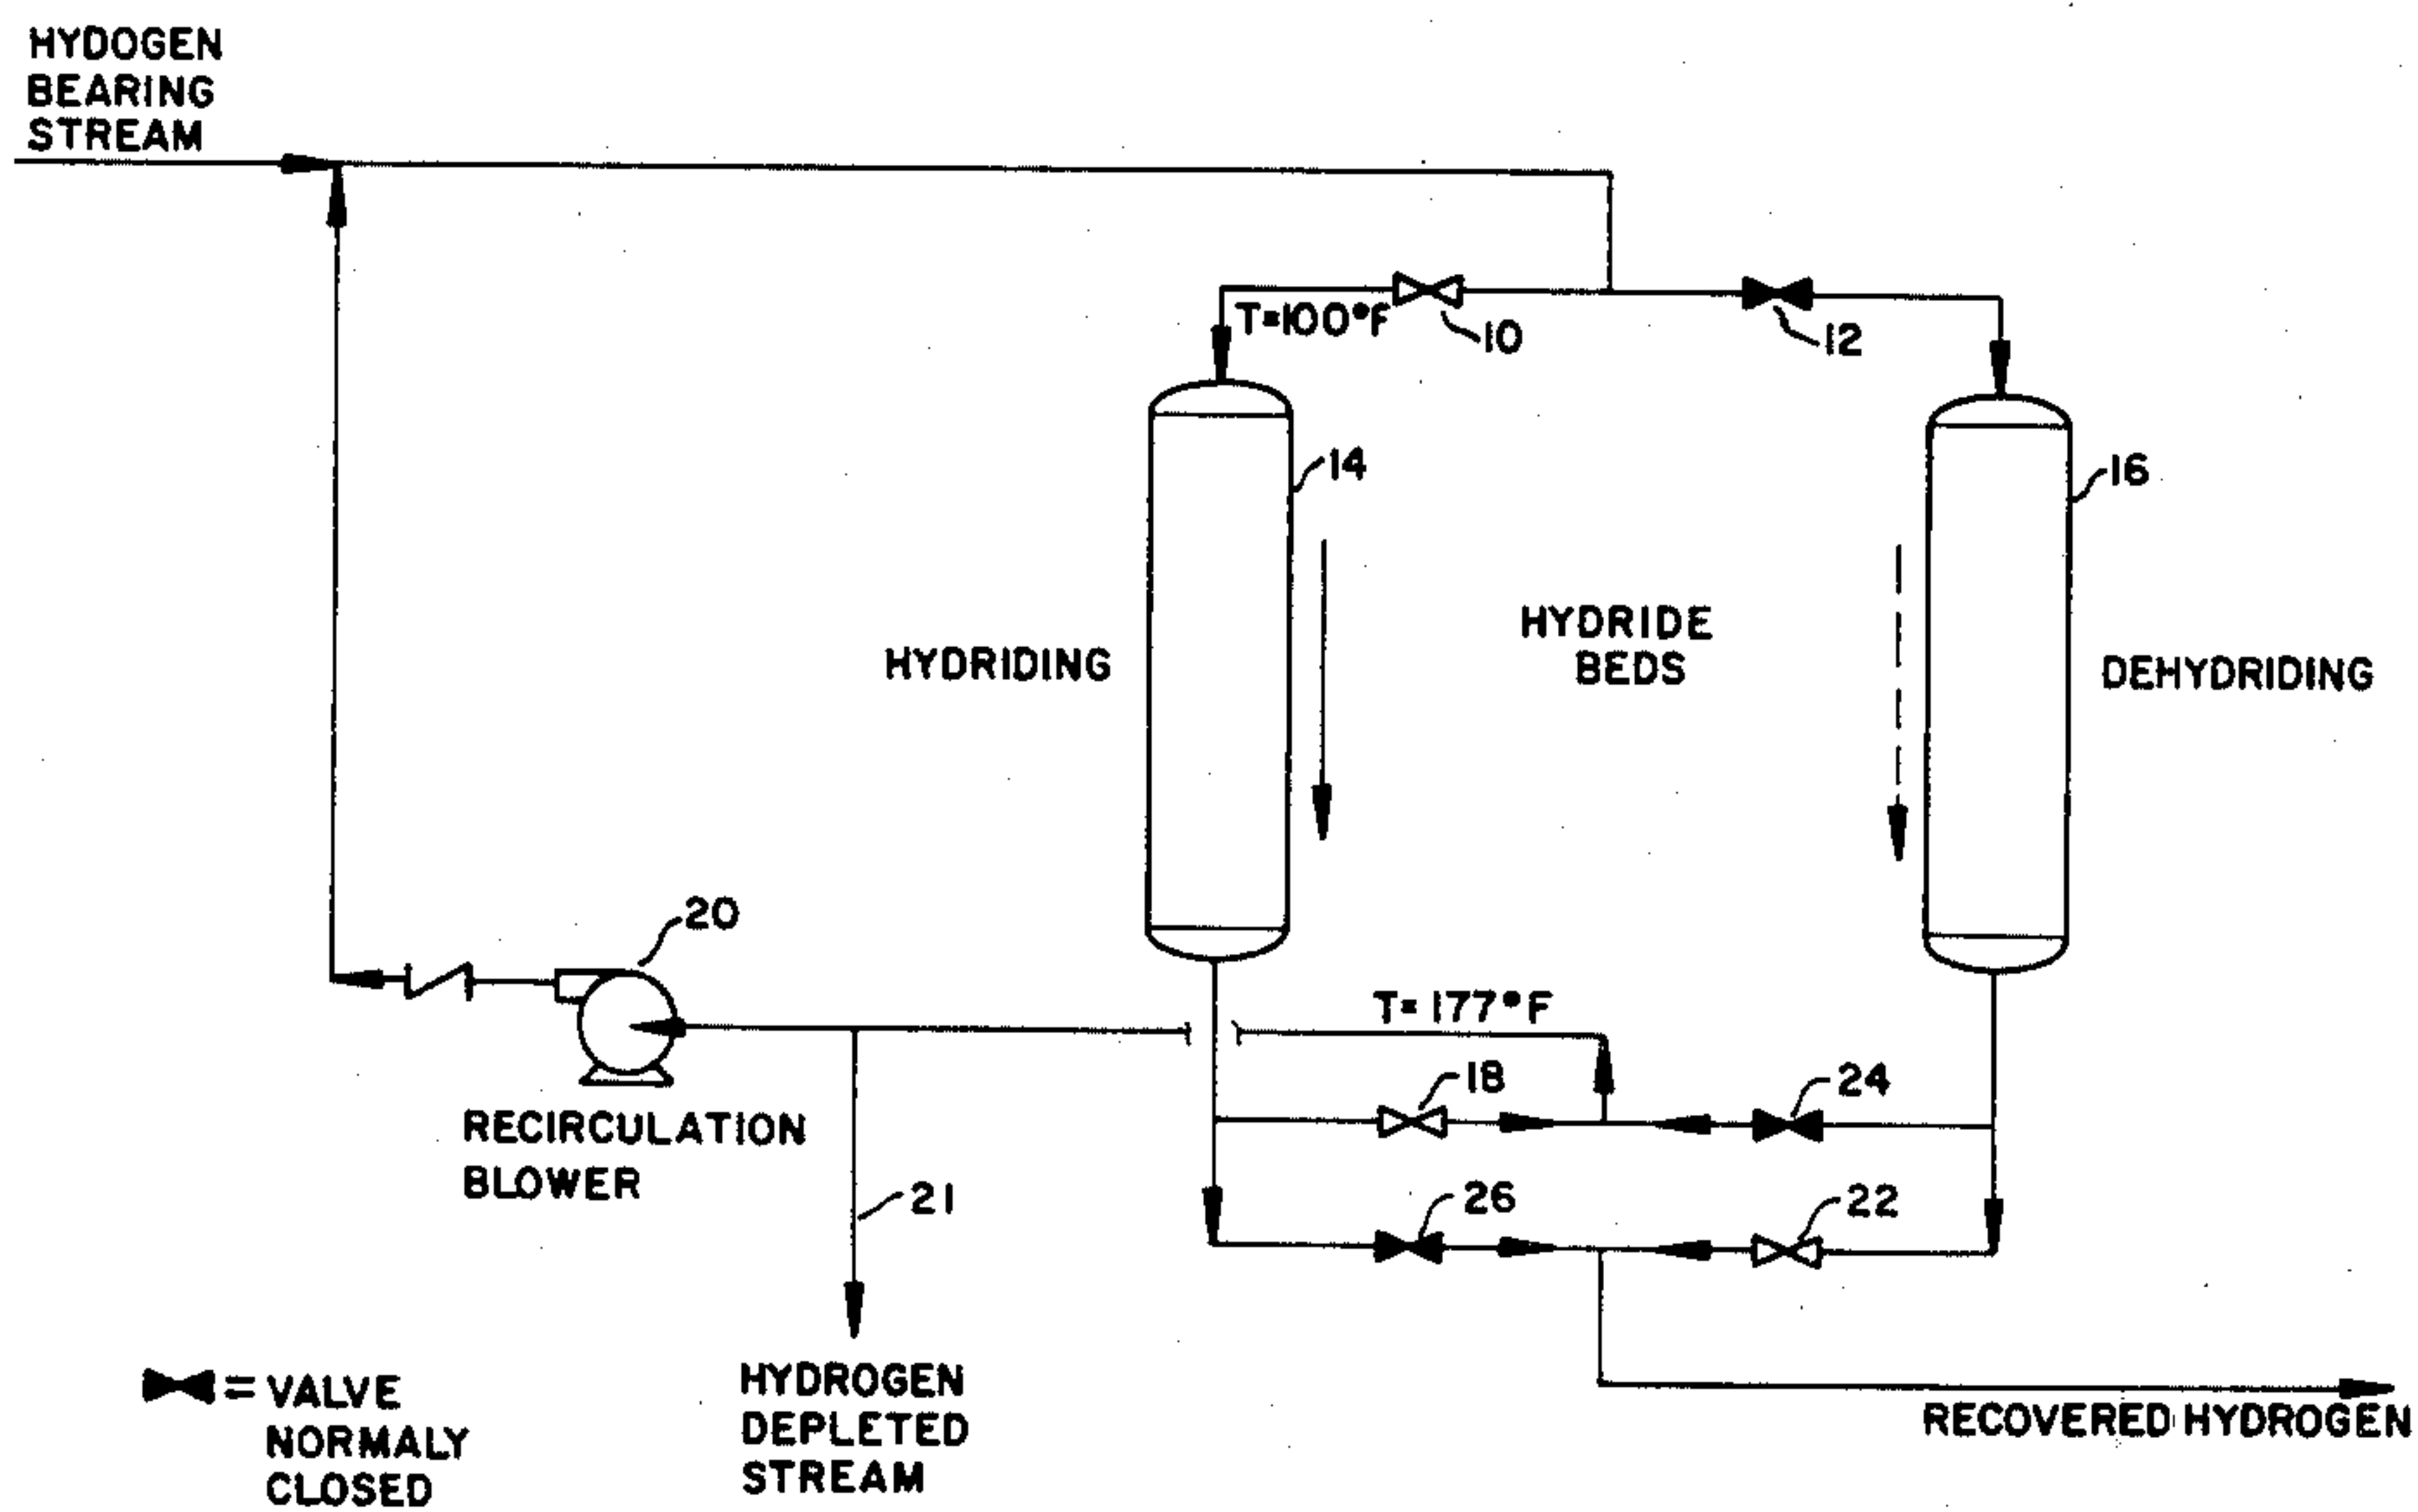 HYDOGEN
BEARING
STREAM
T=100°F
10
12
14
16
HYDRIDING
HYDRIDE
BEDS
DEHYDRIDING
20
T= 177°F
18
24
RECIRCULATION
BLOWER
21
26
22
= VALVE
NORMALY
CLOSED
HYDROGEN
DEPLETED
STREAM
RECOVERED HYDROGEN